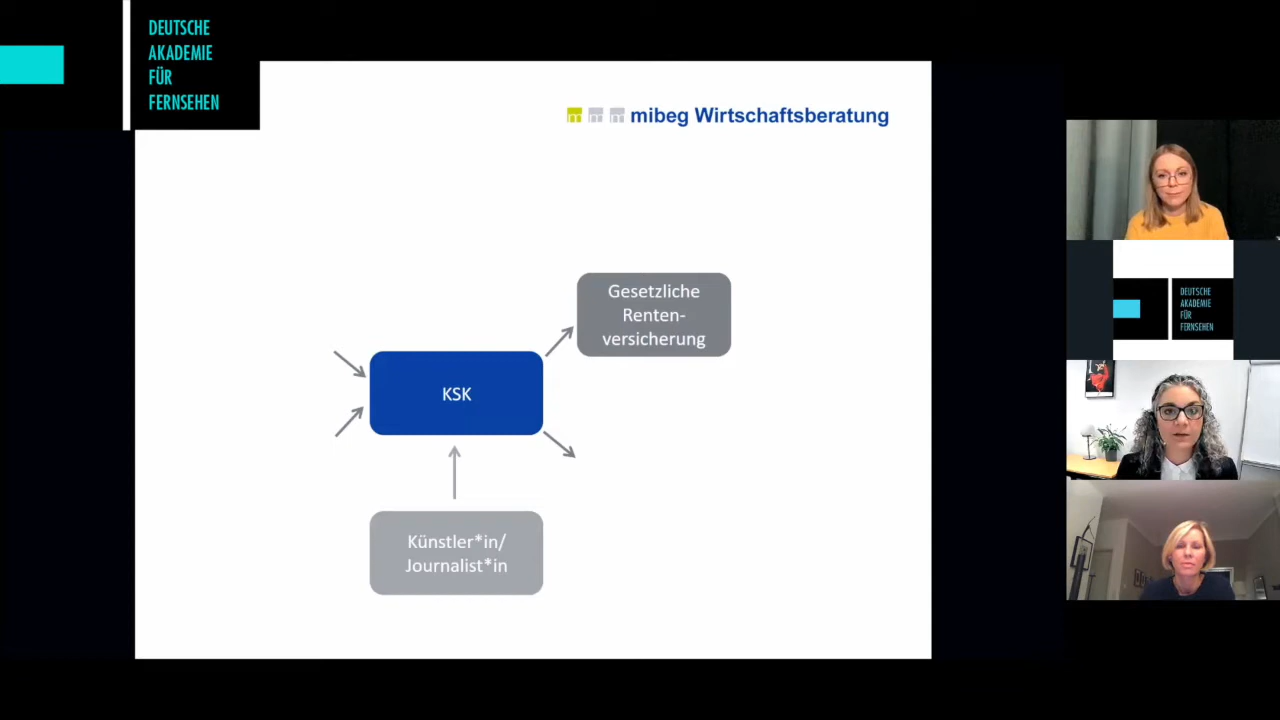 DEUTSCHE
AKADEMIE
FÜR
FERNSEHEN
mibeg Wirtschaftsberatung
Gesetzliche
Renten-
versicherung
KSK
Künstler*in/
Journalist*in
DEUTSCHE
AKADEMIE
FÜR
FERNSEHEN